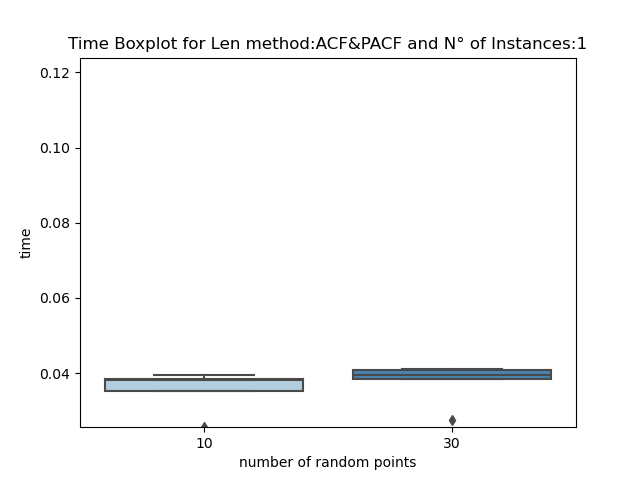 Time Boxplot for Len method:ACF&PACF and N° of Instances:1
0.12
0.10
0.08
0.06
0.04
time
10
30
number of random points